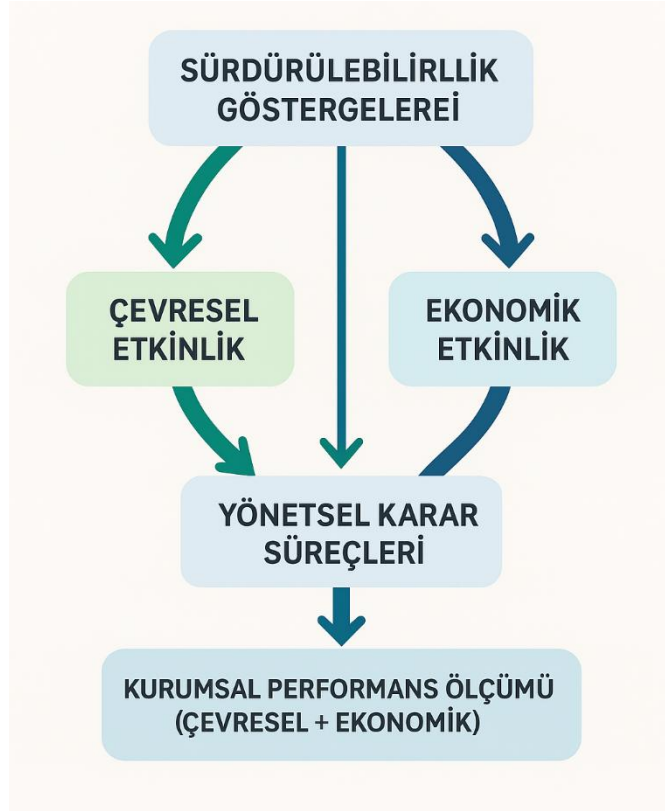 SÜRDÜRÜLEBİLİRLLİK
GÖSTERGELEREİ
ÇEVRESEL
ETKİNLİK
EKONOMİK
ETKİNLİK
YÖNETSEL KARAR
SÜREÇLERİ
KURUMSAL PERFORMANS ÖLÇÜMÜ
(ÇEVRESEL + EKONOMİK)